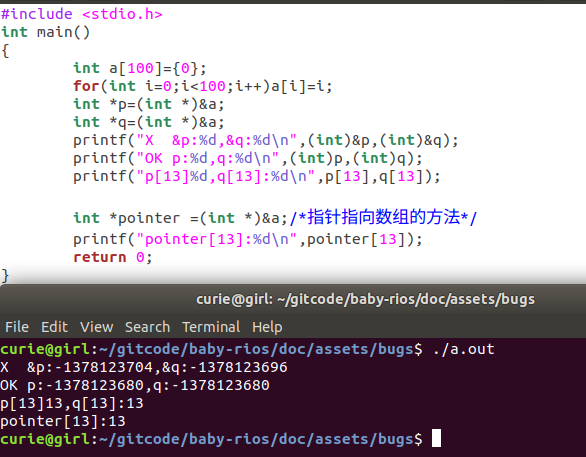 #include <stdio.h>
int main()
{
        int a[100]={0};
        for(int i=0;i<100;i++)a[i]=i;
        int *p=(int *)&a;
        int *q=(int *)&a;
        printf("X  &p:%d,&q:%d\n",(int)&p,(int)&q);
        printf("OK p:%d,q:%d\n",(int)p,(int)q);
        printf("p[13]%d,q[13]:%d\n",p[13],q[13]);
        int *pointer =(int *)&a;/*指针指向数组的方法*/
        printf("pointer[13]:%d\n",pointer[13]);
        return 0;
}
curie@girl: ~/gitcode/baby-rios/doc/assets/bugs
File Edit View Search Terminal Help
curie@girl:~/gitcode/baby-rios/doc/assets/bugs$ ./a.out
X  &p:-1378123704,&q:-1378123696
OK p:-1378123680,q:-1378123680
p[13]13,q[13]:13
pointer[13]:13
curie@girl:~/gitcode/baby-rios/doc/assets/bugs$